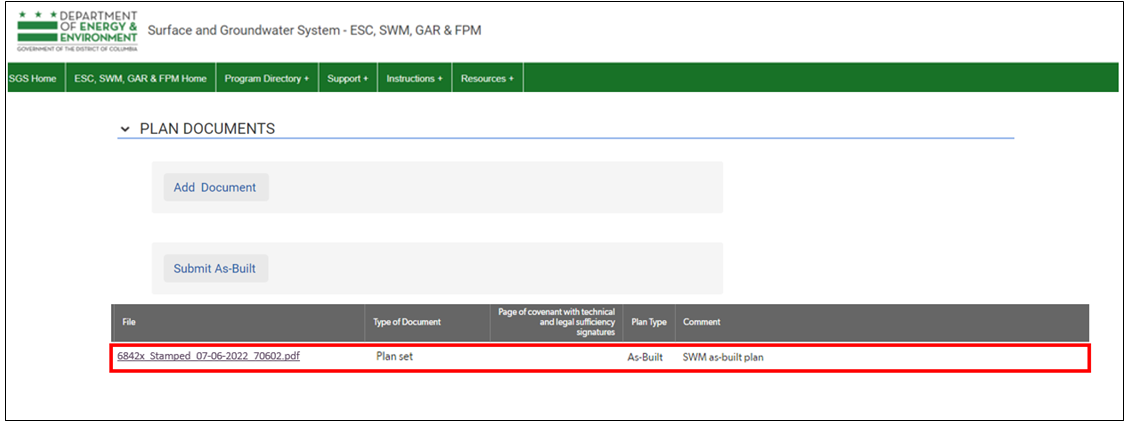 ★ ★ ★ DEPARTMENT
OF ENERGY &
ENVIRONMENT
GOVERNMENT OF THE DISTRICT OF COLUMBIA
Surface and Groundwater System - ESC, SWM, GAR & FPM
SGS Home ESC, SWM, GAR & FPM Home Program Directory + Support + Instructions + Resources +
PLAN DOCUMENTS
Add Document
Submit As-Built
File Type of Document Page of covenant with technical and legal sufficiency signatures Plan Type Comment
6842x_Stamped_07-06-2022_70602.pdf Plan set As-Built SWM as-built plan